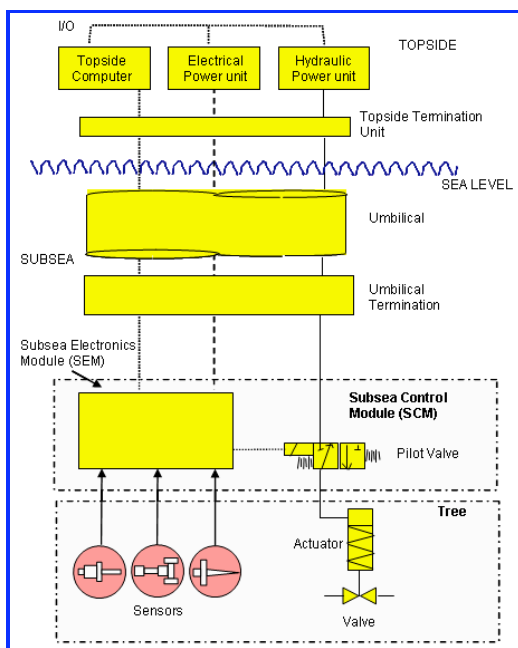 I/O
TOPSIDE
Topside
Computer
Electrical
Power unit
Hydraulic
Power unit
Topside Termination
Unit
SEA LEVEL
Umbilical
SUBSEA
Umbilical
Termination
Subsea Electronics
Module (SEM)
Subsea Control
Module (SCM)
Pilot Valve
Tree
Actuator
Sensors
Valve